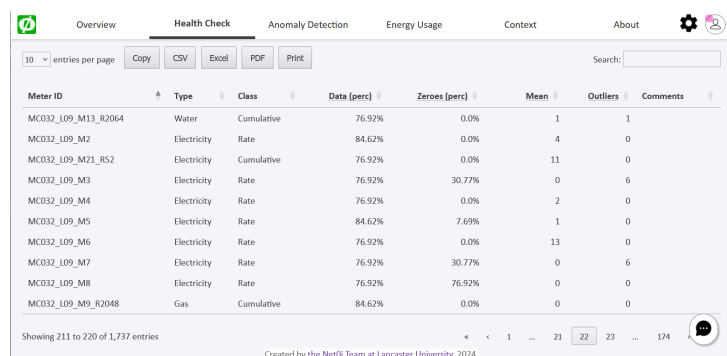 Overview Health Check Anomaly Detection Energy Usage Context About
10 entries per page Copy CSV Excel PDF Print Search:
Meter ID Type Class Data (perc) Zeroes (perc) Mean Outliers Comments
MC032_L09_M13_R2064 Water Cumulative 76.92% 0.0% 1 1
MC032_L09_M2 Electricity Rate 84.62% 0.0% 4 0
MC032_L09_M21_R52 Electricity Cumulative 76.92% 0.0% 11 0
MC032_L09_M3 Electricity Rate 76.92% 30.77% 0 6
MC032_L09_M4 Electricity Rate 76.92% 0.0% 2 0
MC032_L09_M5 Electricity Rate 84.62% 7.69% 1 0
MC032_L09_M6 Electricity Rate 76.92% 0.0% 13 0
MC032_L09_M7 Electricity Rate 76.92% 30.77% 0 6
MC032_L09_M8 Electricity Rate 76.92% 76.92% 0 0
MC032_L09_M9_R2048 Gas Cumulative 84.62% 0.0% 0 0
Showing 211 to 220 of 1,737 entries « ‹ 1 ... 21 22 23 ... 174 ›
Created by the Net0i Team at Lancaster University, 2024